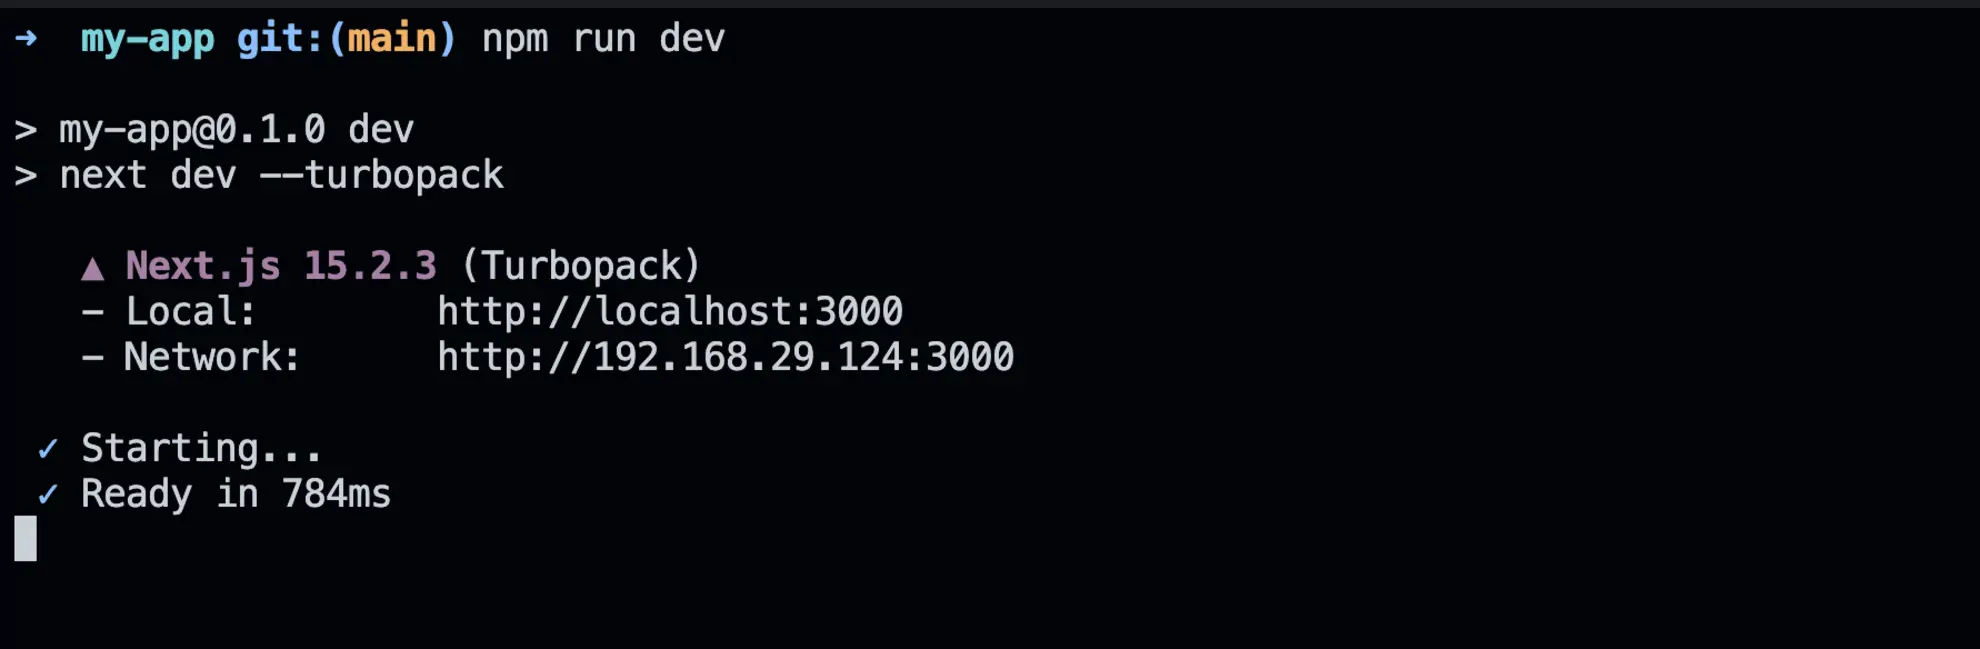 ➜  my-app git:(main) npm run dev
> my-app@0.1.0 dev
> next dev --turbopack
▲ Next.js 15.2.3 (Turbopack)
- Local:        http://localhost:3000
- Network:      http://192.168.29.124:3000
✓ Starting...
✓ Ready in 784ms